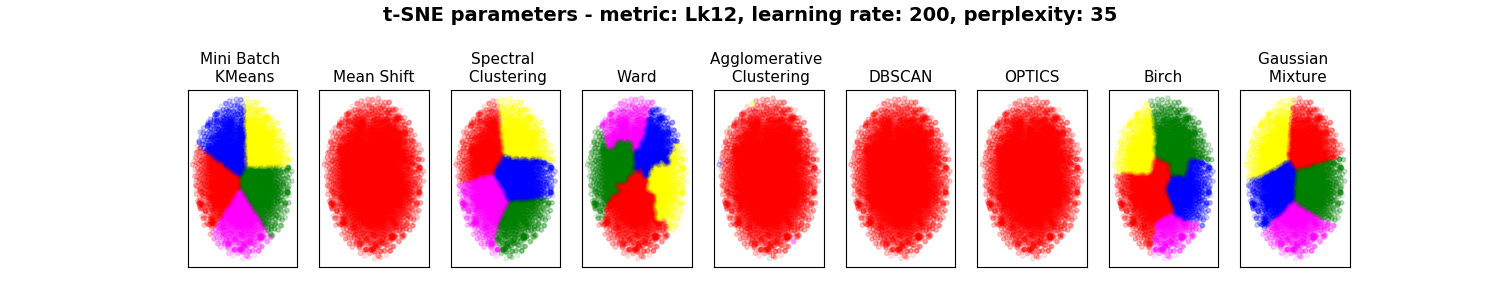 t-SNE parameters - metric: Lk12, learning rate: 200, perplexity: 35
Mini Batch
KMeans
Mean Shift
Spectral
Clustering
Ward
Agglomerative
Clustering
DBSCAN
OPTICS
Birch
Gaussian
Mixture